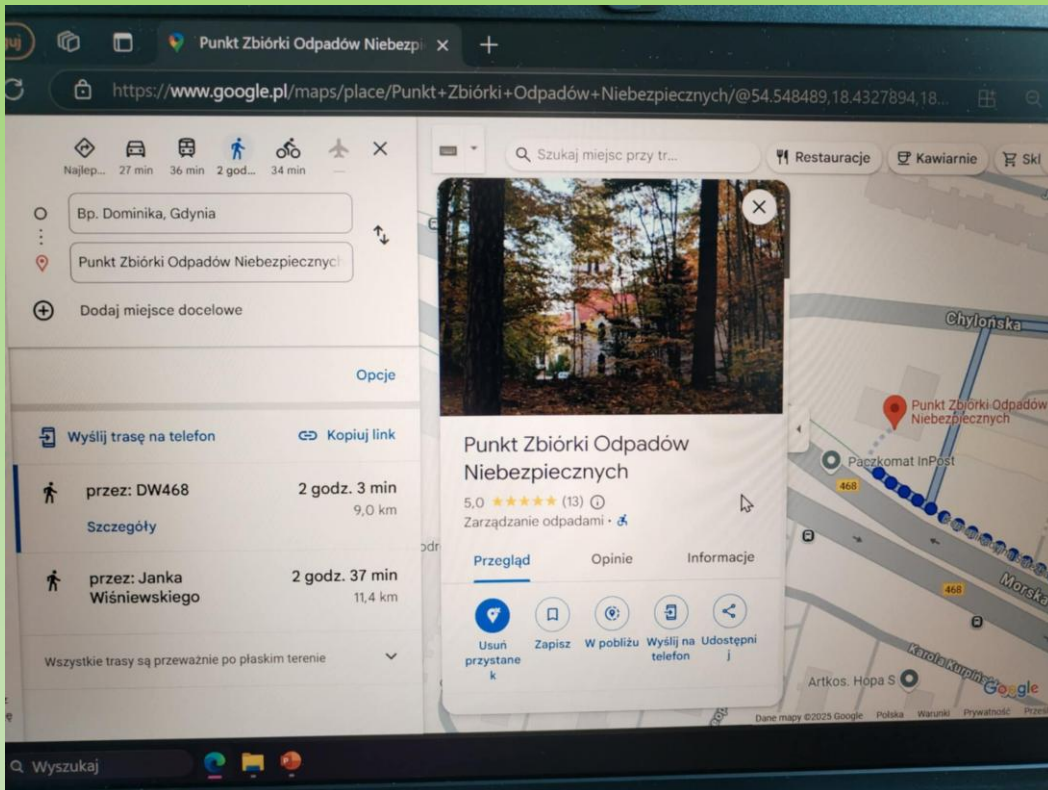 Punkt Zbiórki Odpadów Niebezpi
https://www.google.pl/maps/place/Punkt+Zbiórki+Odpadów+Niebezpiecznych/@54.548489,18.4327894,18...
Najlep... 27 min 36 min 2 god... 34 min
Bp. Dominika, Gdynia
Punkt Zbiórki Odpadów Niebezpiecznyc
Dodaj miejsce docelowe
Opcje
Wyślij trasę na telefon Kopiuj link
przez: DW468 2 godz. 3 min
9,0 km
Szczegóły
przez: Janka 2 godz. 37 min
Wiśniewskiego 11,4 km
Wszystkie trasy są przeważnie po płaskim terenie
Szukaj miejsc przy tr...
Restauracje Kawiarnie Skl
Punkt Zbiórki Odpadów
Niebezpiecznych
5,0 (13)
Zarządzanie odpadami
Przegląd Opinie Informacje
Usuń
przystane
k
Zapisz
W pobliżu
Wyślij na
telefon
Udostępni
j
Chylońska
Punkt Zbiórki Odpadów
Niebezpiecznych
Paczkomat InPost
468
468
Morska
Karola Kurpiń
Artkos. Hopa S
Google
Dane mapy ©2025 Google Polska Warunki Prywatność
Wyszukaj